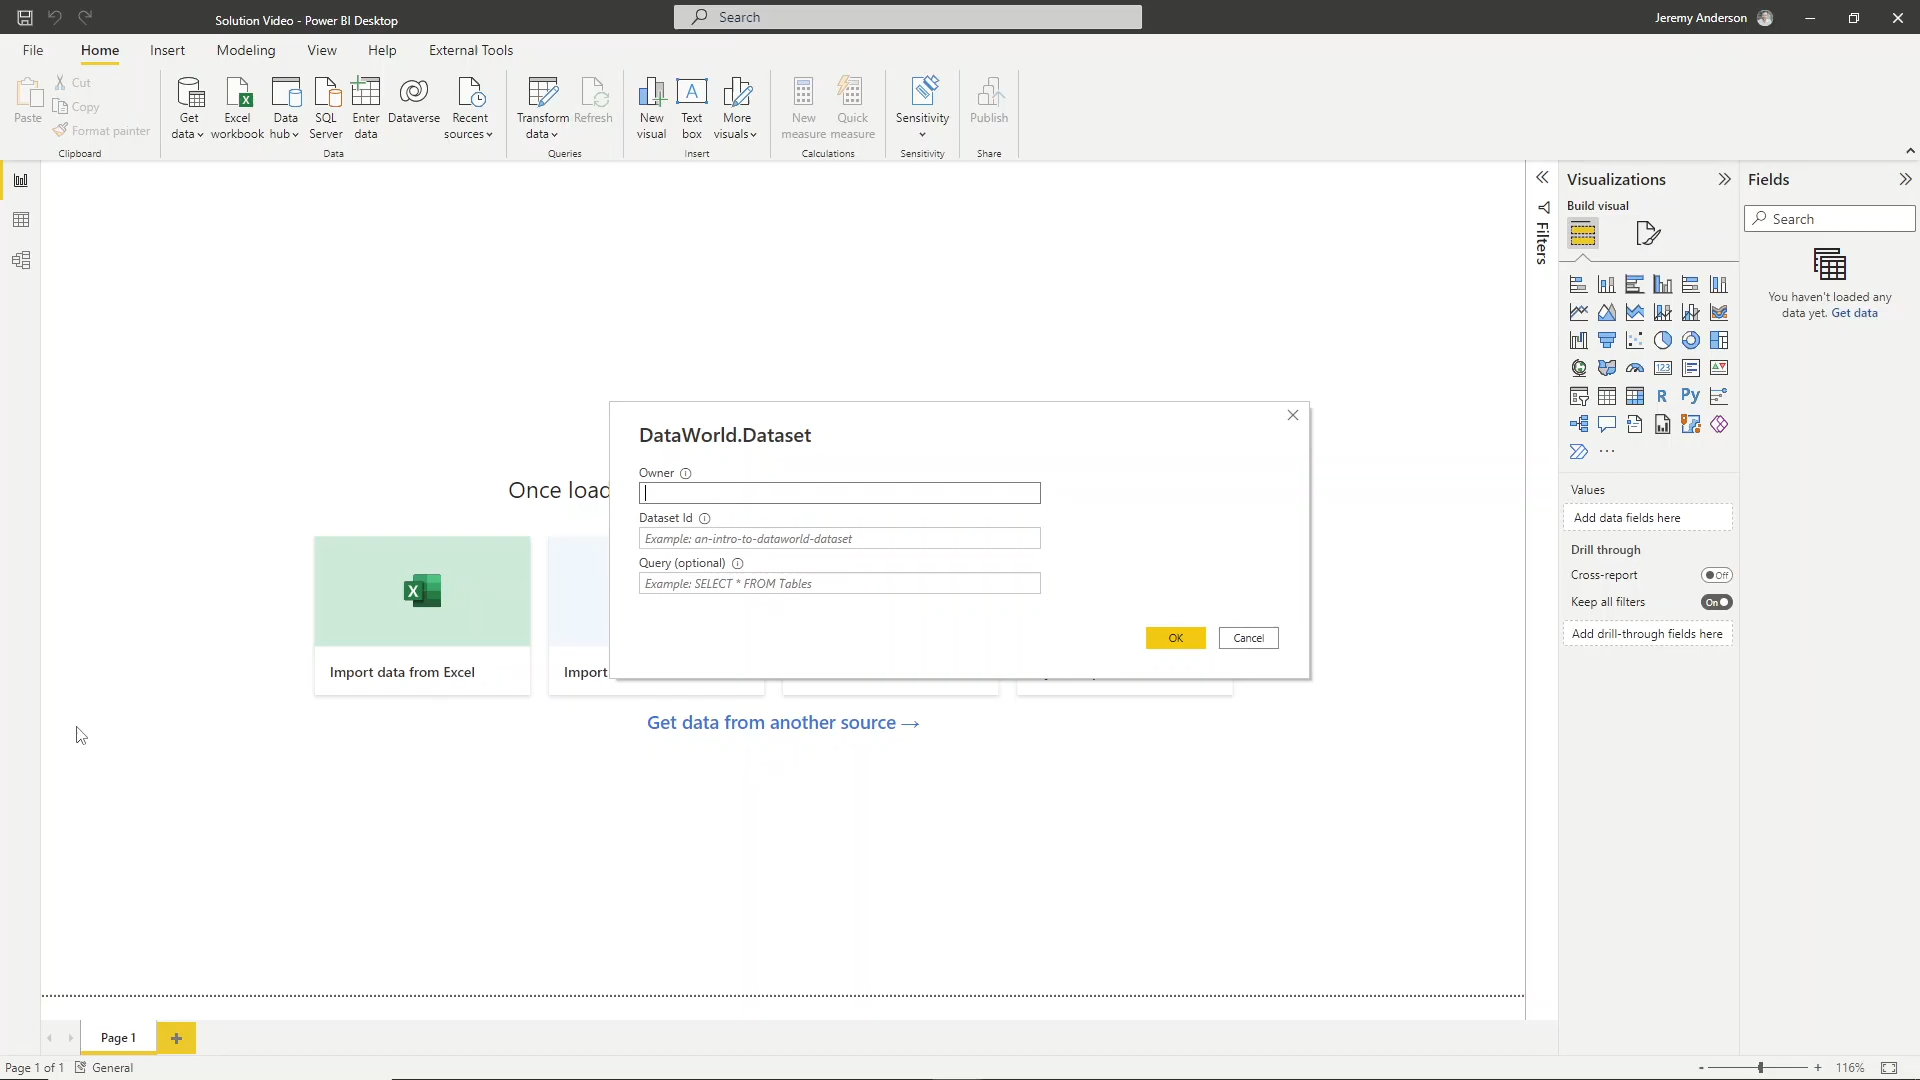 Solution Video - Power BI Desktop
Search
Jeremy Anderson
File
Home
Insert
Modeling
View
Help
External Tools
Paste
Cut
Copy
Format painter
Clipboard
Get
data
Excel
workbook
Data
hub
SQL
Server
Enter
data
Dataverse
Recent
sources
Data
Transform
data
Refresh
Queries
New
visual
A
Text
box
More
visuals
Insert
New
measure
Quick
measure
Calculations
Sensitivity
Sensitivity
Publish
Share
Filters
Visualizations
Build visual
123
R
Py
Values
Add data fields here
Drill through
Cross-report
Off
Keep all filters
On
Add drill-through fields here
Fields
Search
You haven't loaded any
data yet. Get data
Once load
X
Import data from Excel
Import
Get data from another source →
DataWorld.Dataset
Owner
Dataset Id
Example: an-intro-to-dataworld-dataset
Query (optional)
Example: SELECT * FROM Tables
OK
Cancel
Page 1
+
Page 1 of 1
General
- +
116%